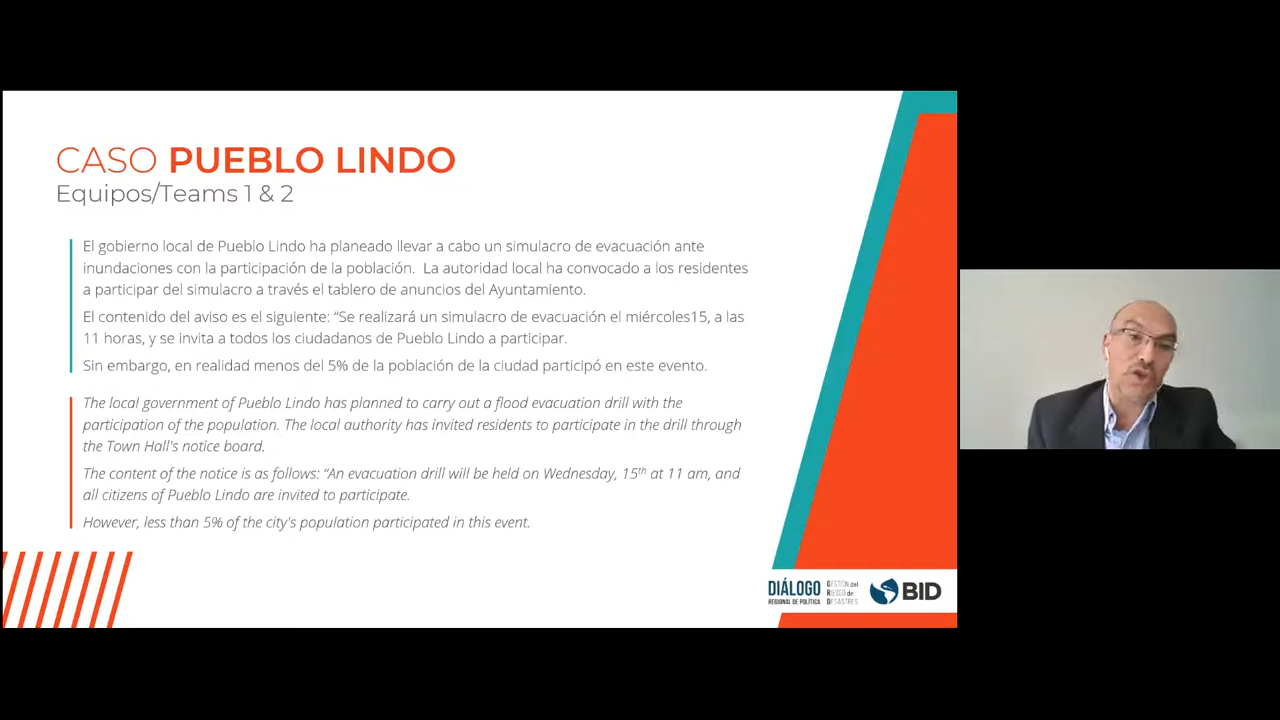 CASO PUEBLO LINDO
Equipos/Teams 1 & 2
El gobierno local de Pueblo Lindo ha planeado llevar a cabo un simulacro de evacuación ante
inundaciones con la participación de la población.  La autoridad local ha convocado a los residentes
a participar del simulacro a través el tablero de anuncios del Ayuntamiento.
El contenido del aviso es el siguiente: “Se realizará un simulacro de evacuación el miércoles15, a las
11 horas, y se invita a todos los ciudadanos de Pueblo Lindo a participar.
Sin embargo, en realidad menos del 5% de la población de la ciudad participó en este evento.
The local government of Pueblo Lindo has planned to carry out a flood evacuation drill with the
participation of the population. The local authority has invited residents to participate in the drill through
the Town Hall's notice board.
The content of the notice is as follows: “An evacuation drill will be held on Wednesday, 15th at 11 am, and
all citizens of Pueblo Lindo are invited to participate.
However, less than 5% of the city's population participated in this event.
DIÁLOGO
REGIONAL DE POLÍTICA
GESTIÓN del
RIESGO de
DESASTRES
BID